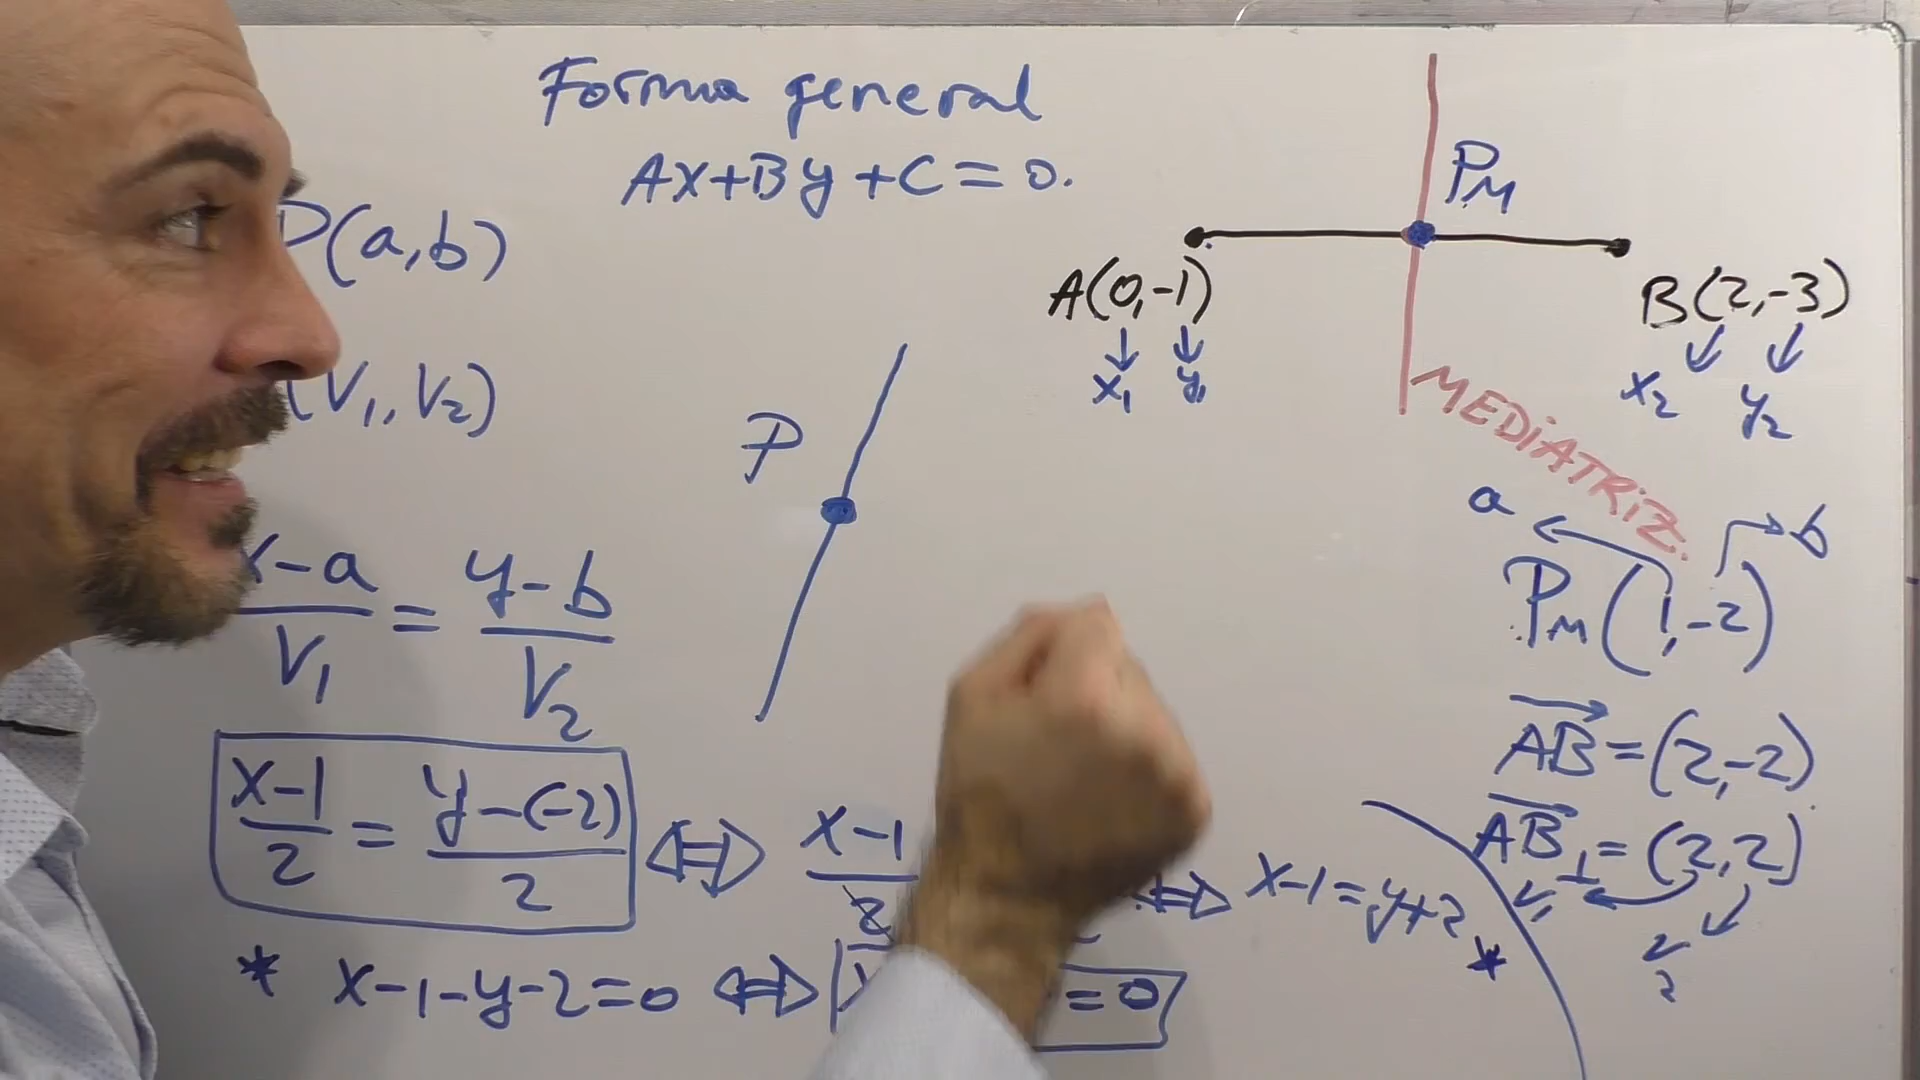 Forma general
Ax+By+C=0.
P(a,b)
(V₁,V₂)
x-a/V₁ = y-b/V₂
x-1/2 = y-(-2)/2 ⇔ x-1/2 ⇔ x-1=y+2 *
* x-1-y-2=0 ⇔ =0
P
PM
A(0,-1)
B(2,-3)
x₁ y₁
x₂ y₂
MEDIATRIZ.
a b
PM(1,-2)
AB=(2,-2)
AB⊥=(2,2)
V₁
2